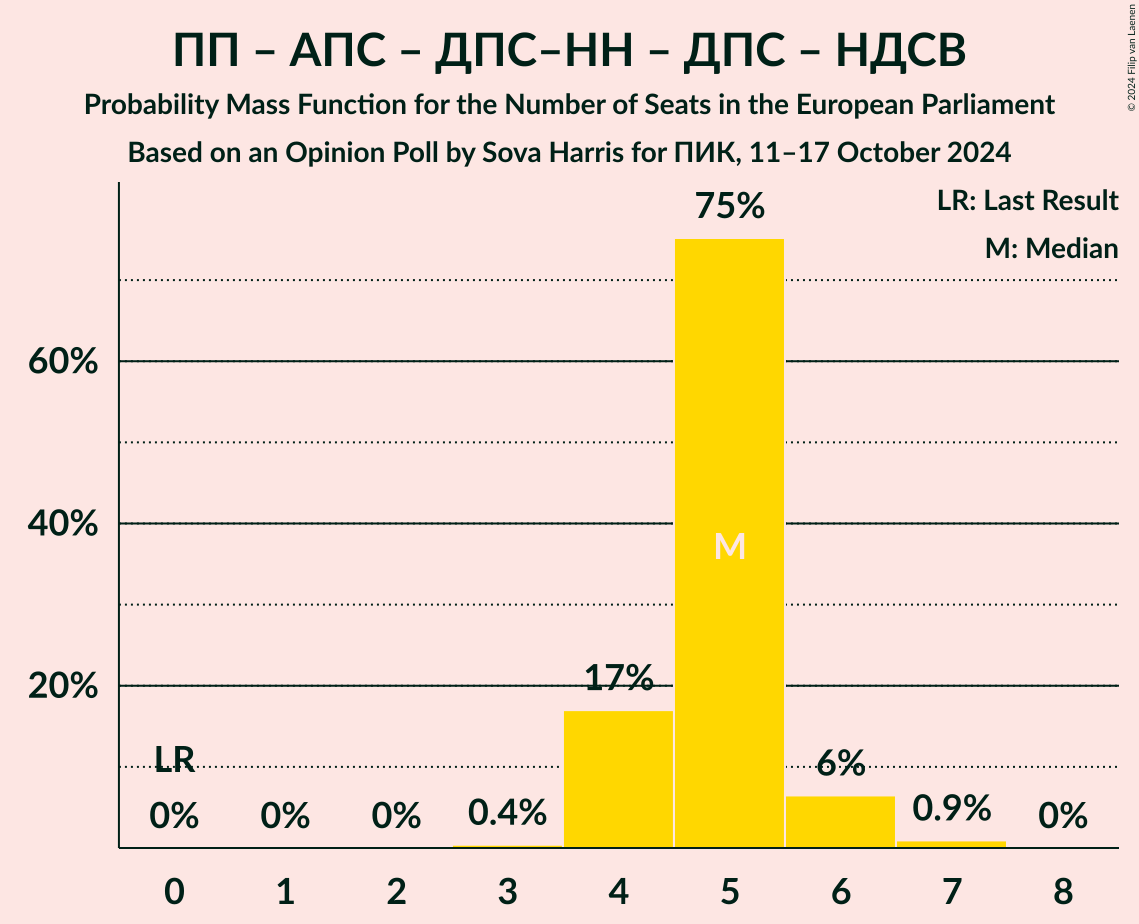 ПП – АПС – ДПС–НН – ДПС – НДСВ
Probability Mass Function for the Number of Seats in the European Parliament
Based on an Opinion Poll by Sova Harris for ПИК, 11–17 October 2024
© 2024 Filip van Laenen
LR: Last Result
M: Median
75%
60%
40%
M
20%
17%
LR
6%
0%
0%
0%
0.4%
0.9%
0%
0 1 2 3 4 5 6 7 8